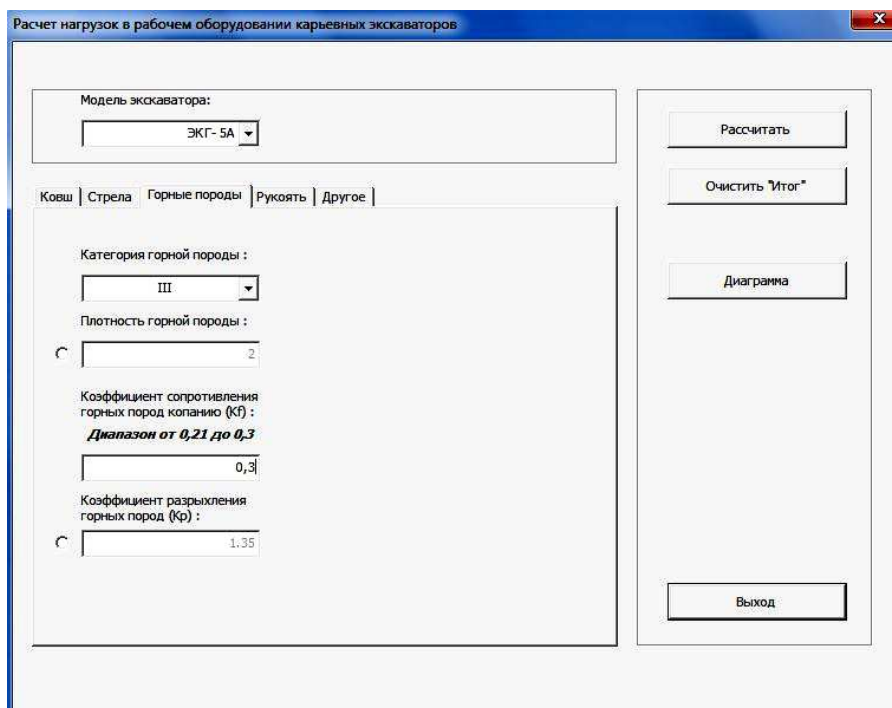 Расчет нагрузок в рабочем оборудовании карьевных экскаваторов
X
Модель экскаватора:
ЭКГ- 5А
Ковш
Стрела
Горные породы
Рукоять
Другое
Категория горной породы :
III
Плотность горной породы :
2
Коэффициент сопротивления
горных пород копанию (Kf) :
Диапазон от 0,21 до 0,3
0,3
Коэффициент разрыхления
горных пород (Kp) :
1.35
Рассчитать
Очистить "Итог"
Диаграмма
Выход